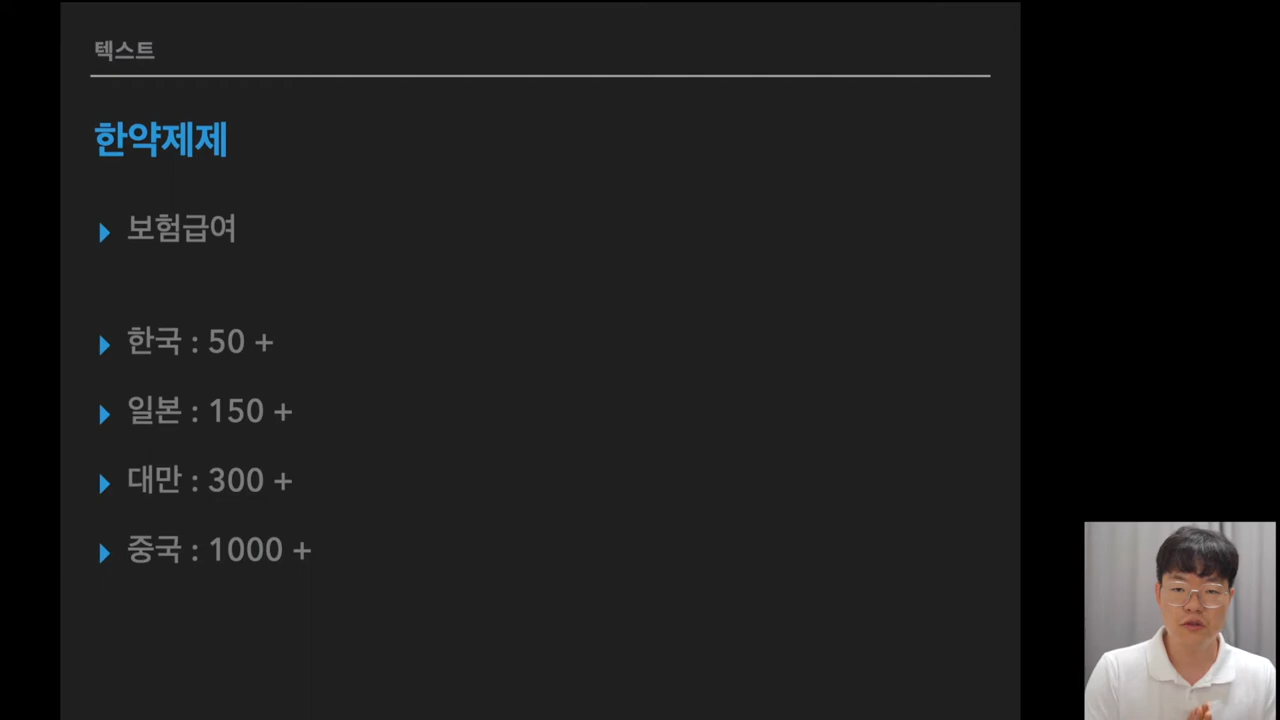 텍스트
한약제제
보험급여
한국 : 50 +
일본 : 150 +
대만 : 300 +
중국 : 1000 +